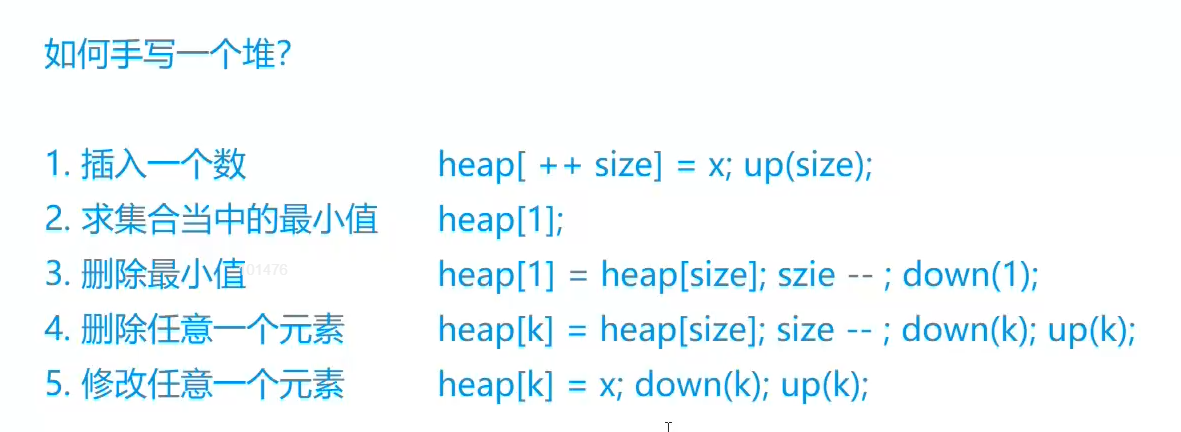 如何手写一个堆?
1. 插入一个数 heap[ ++ size] = x; up(size);
2. 求集合当中的最小值 heap[1];
3. 删除最小值 heap[1] = heap[size]; szie -- ; down(1);
4. 删除任意一个元素 heap[k] = heap[size]; size -- ; down(k); up(k);
5. 修改任意一个元素 heap[k] = x; down(k); up(k);